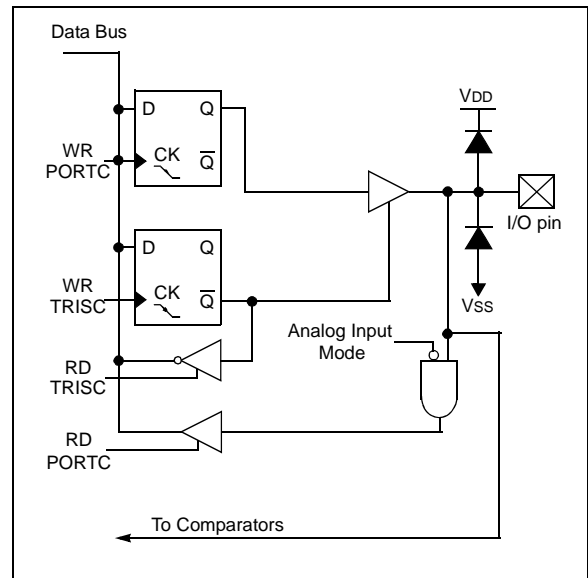 Data Bus
D
Q
VDD
WR
PORTC
CK
Q
I/O pin
D
Q
WR
TRISC
CK
Q
VSS
Analog Input
Mode
RD
TRISC
RD
PORTC
To Comparators